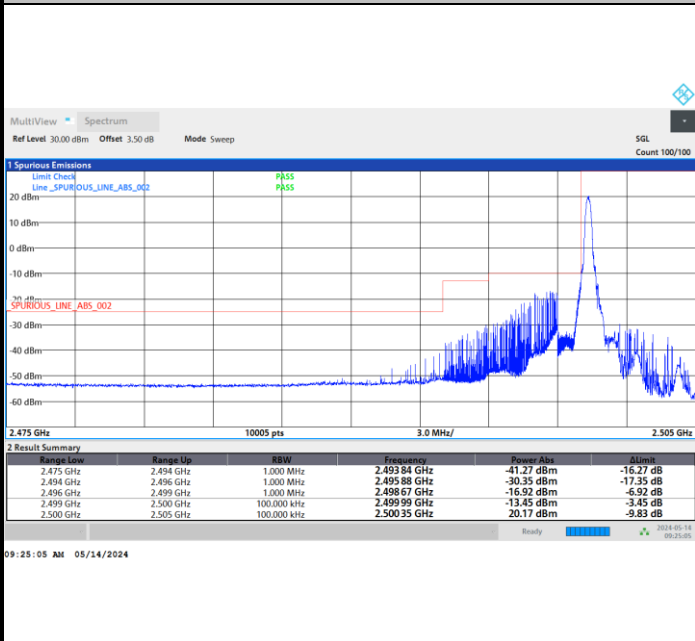 MultiView Spectrum
Ref Level 30.00 dBm Offset 3.50 dB Mode Sweep SGL
Count 100/100
1 Spurious Emissions
Limit Check PASS
Line _SPURIOUS_LINE_ABS_002 PASS
20 dBm
10 dBm
0 dBm
-10 dBm
-20 dBm
_SPURIOUS_LINE_ABS_002
-30 dBm
-40 dBm
-50 dBm
-60 dBm
2.475 GHz 10005 pts 3.0 MHz/ 2.505 GHz
2 Result Summary
Range Low Range Up RBW Frequency Power Abs ΔLimit
2.475 GHz 2.494 GHz 1.000 MHz 2.493 84 GHz -41.27 dBm -16.27 dB
2.494 GHz 2.496 GHz 1.000 MHz 2.495 88 GHz -30.35 dBm -17.35 dB
2.496 GHz 2.499 GHz 1.000 MHz 2.498 67 GHz -16.92 dBm -6.92 dB
2.499 GHz 2.500 GHz 100.000 kHz 2.499 99 GHz -13.45 dBm -3.45 dB
2.500 GHz 2.505 GHz 100.000 kHz 2.500 35 GHz 20.17 dBm -9.83 dB
Ready 2024-05-14
09:25:05
09:25:05 AM 05/14/2024